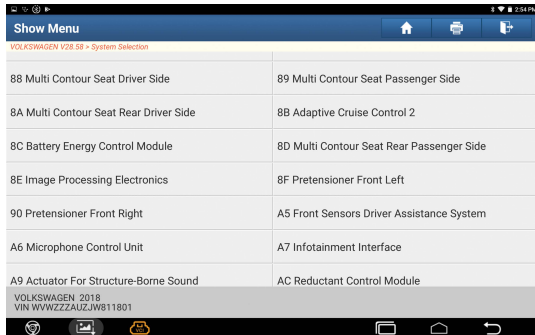 2:54 PM
Show Menu
VOLKSWAGEN V28.58 > System Selection
88 Multi Contour Seat Driver Side
89 Multi Contour Seat Passenger Side
8A Multi Contour Seat Rear Driver Side
8B Adaptive Cruise Control 2
8C Battery Energy Control Module
8D Multi Contour Seat Rear Passenger Side
8E Image Processing Electronics
8F Pretensioner Front Left
90 Pretensioner Front Right
A5 Front Sensors Driver Assistance System
A6 Microphone Control Unit
A7 Infotainment Interface
A9 Actuator For Structure-Borne Sound
AC Reductant Control Module
VOLKSWAGEN 2018
VIN WVWZZZAUZJW811801